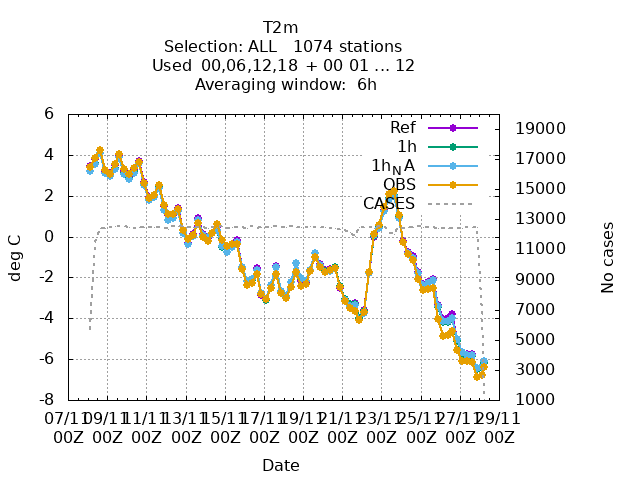 T2m
Selection: ALL   1074 stations
Used  00,06,12,18 + 00 01 ... 12
Averaging window:  6h
Ref
1h
1h_NA
OBS
CASES
6
4
2
0
-2
-4
-6
-8
deg C
19000
17000
15000
13000
11000
9000
7000
5000
3000
1000
No cases
07/11 09/11 11/11 13/11 15/11 17/11 19/11 21/11 23/11 25/11 27/11 29/11
00Z 00Z 00Z 00Z 00Z 00Z 00Z 00Z 00Z 00Z 00Z 00Z
Date